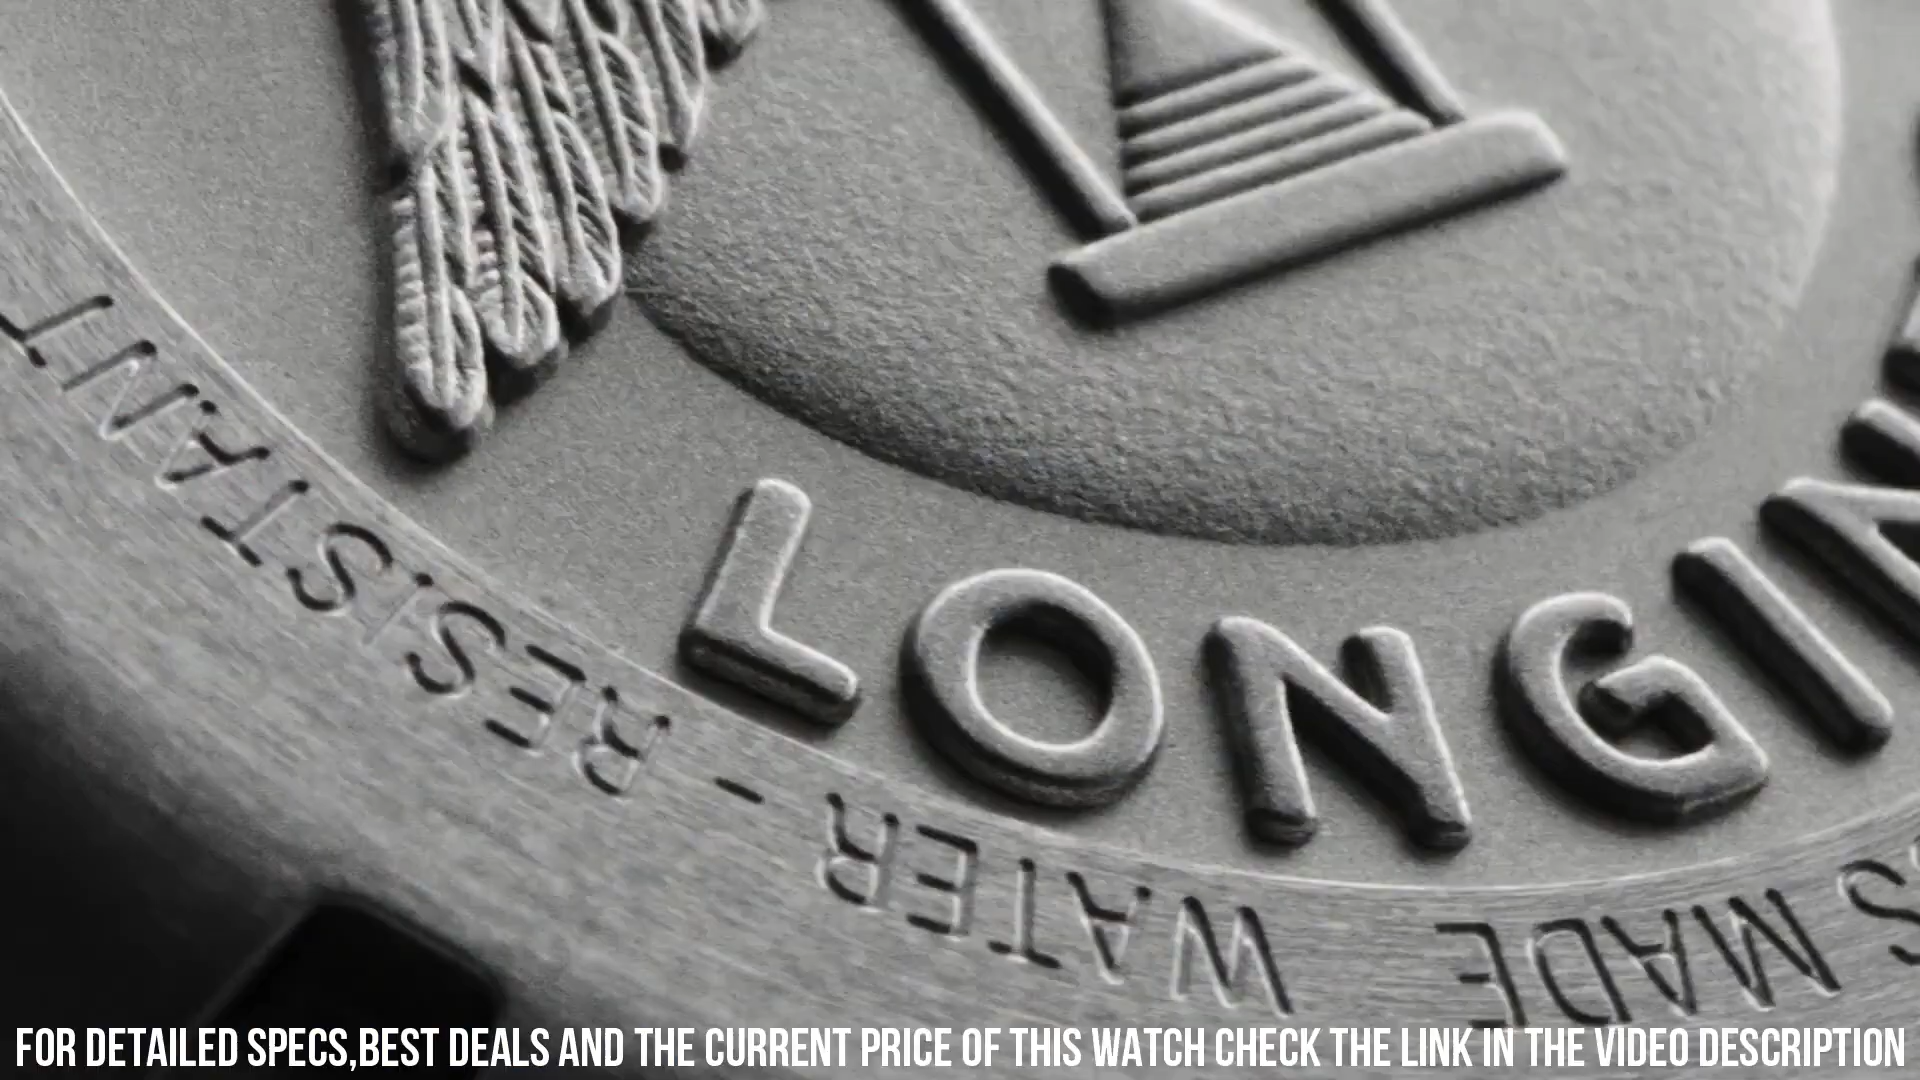 LONGIN
WATER-RESISTANT
S MADE
FOR DETAILED SPECS,BEST DEALS AND THE CURRENT PRICE OF THIS WATCH CHECK THE LINK IN THE VIDEO DESCRIPTION